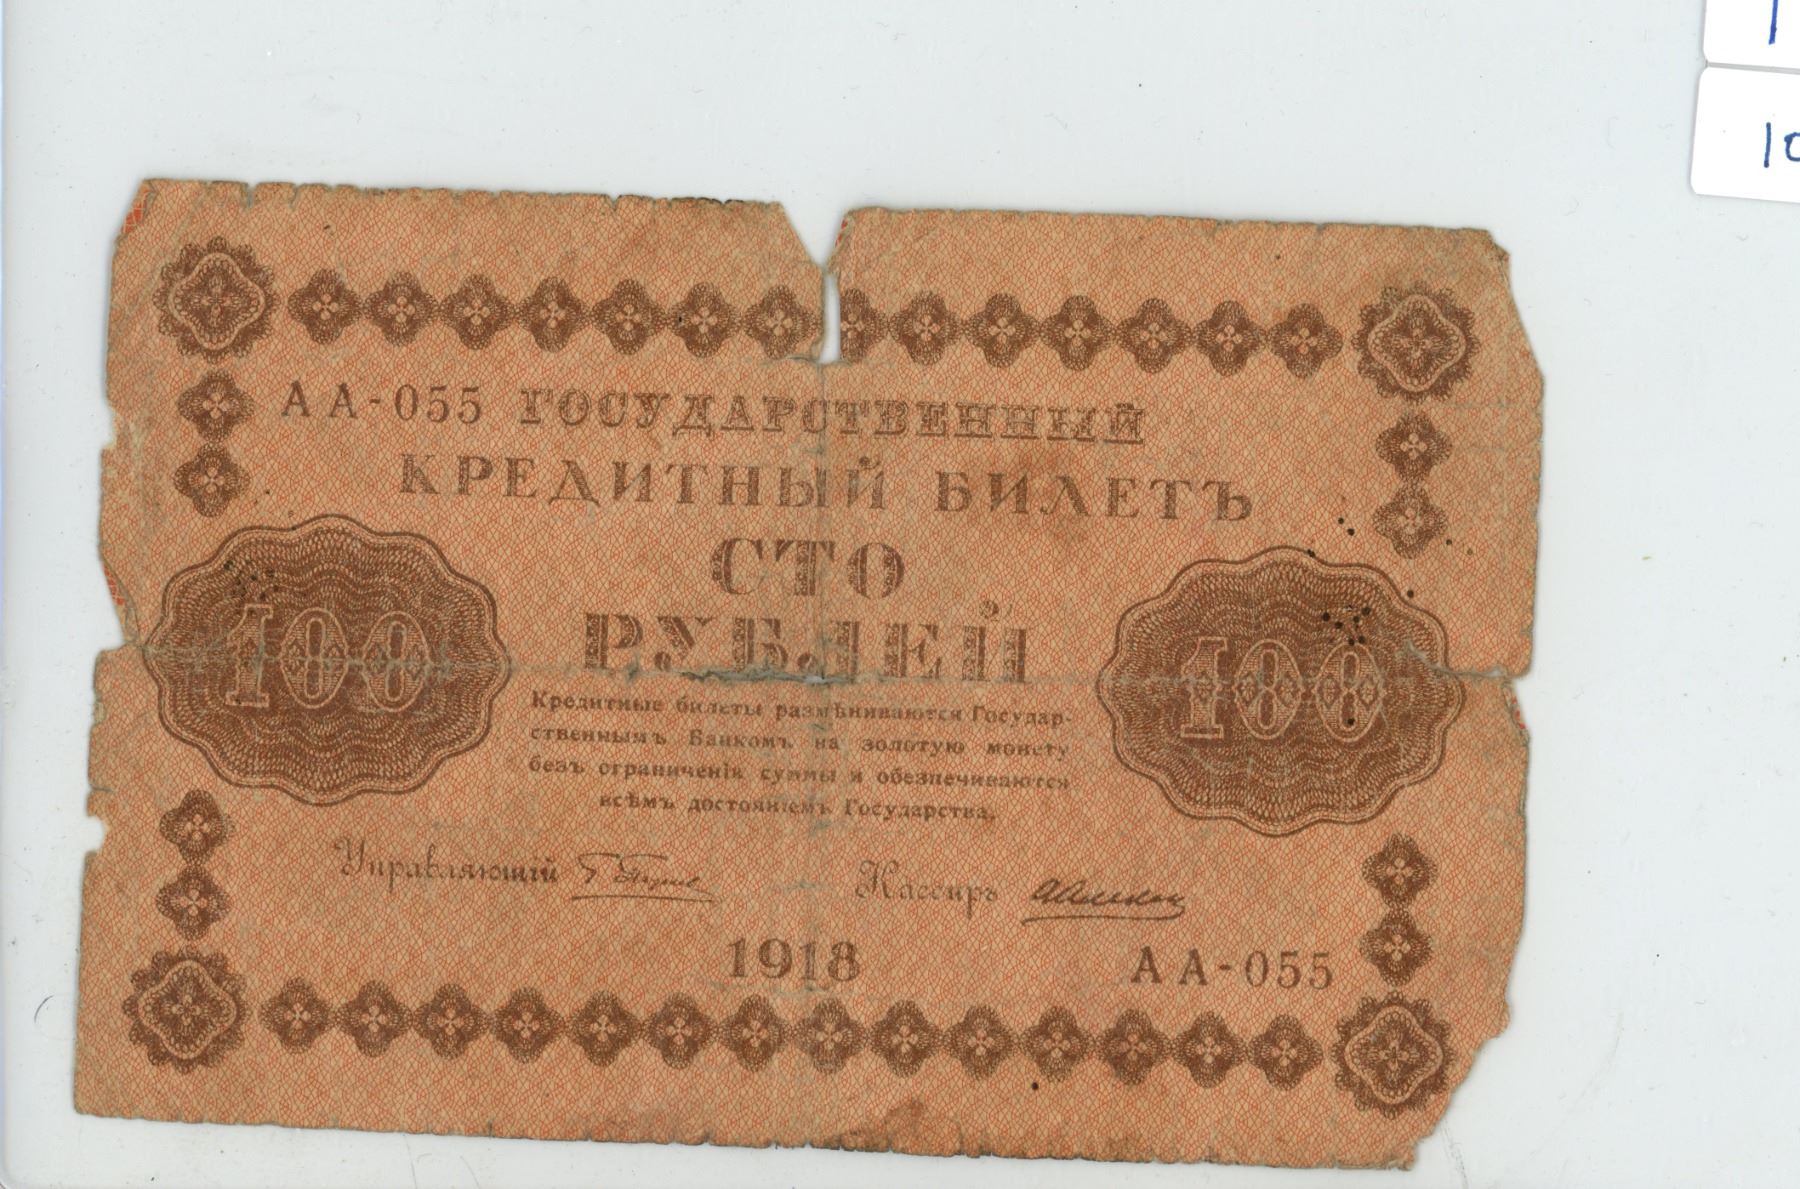 АА-055 ГОСУДАРСТВЕННЫЙ
КРЕДИТНЫЙ БИЛЕТЪ
СТО
РУБЛЕЙ
100
100
Кредитные билеты размѣниваются Государ-
ственнымъ Банкомъ на золотую монету
безъ ограниченія суммы и обезпечиваются
всѣмъ достояніемъ Государства.
Управляющій
Кассиръ
1918
АА-055